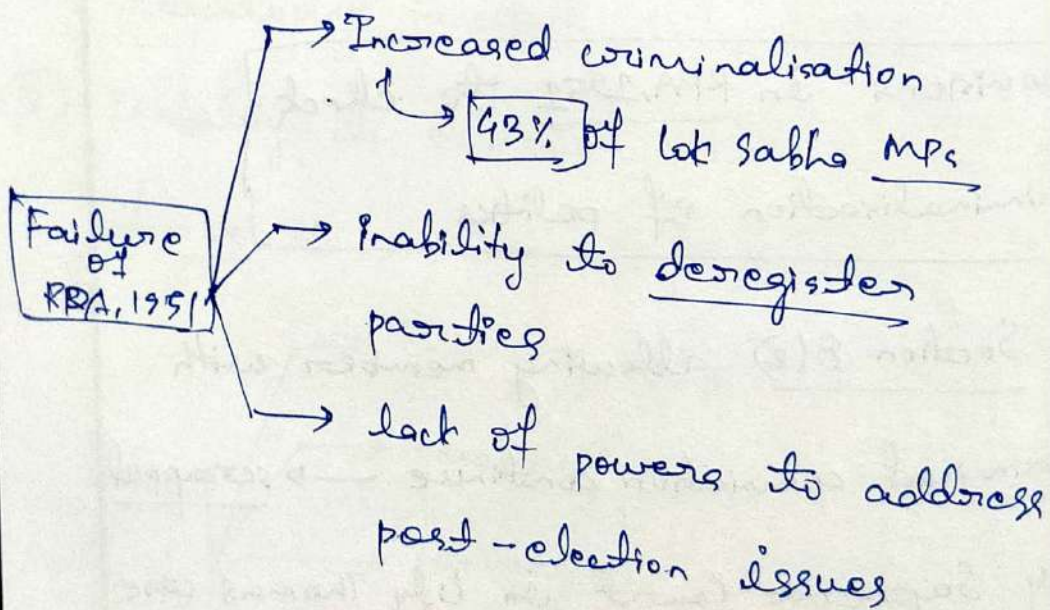 Increased criminalisation
43% of lok Sabha MPs
Failure
of
RPA, 1951
inability to deregister
parties
lack of powers to address
post-election issues